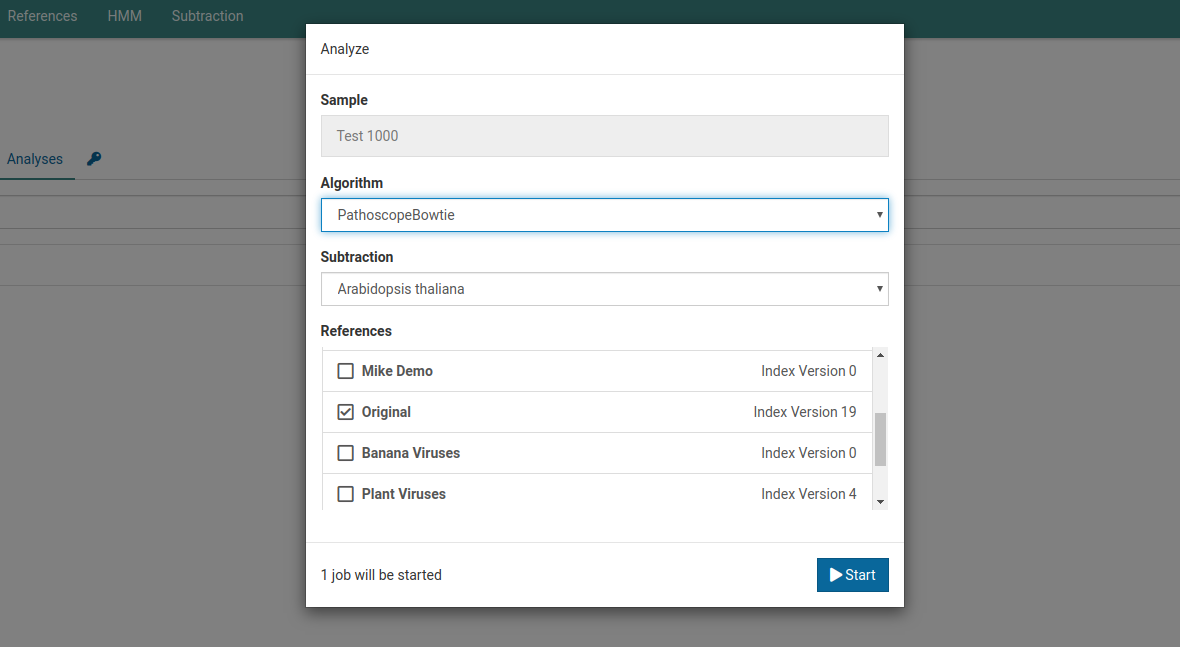 References HMM Subtraction
Analyze
Sample
Test 1000
Analyses
Algorithm
PathoscopeBowtie
Subtraction
Arabidopsis thaliana
References
Mike Demo Index Version 0
Original Index Version 19
Banana Viruses Index Version 0
Plant Viruses Index Version 4
1 job will be started Start